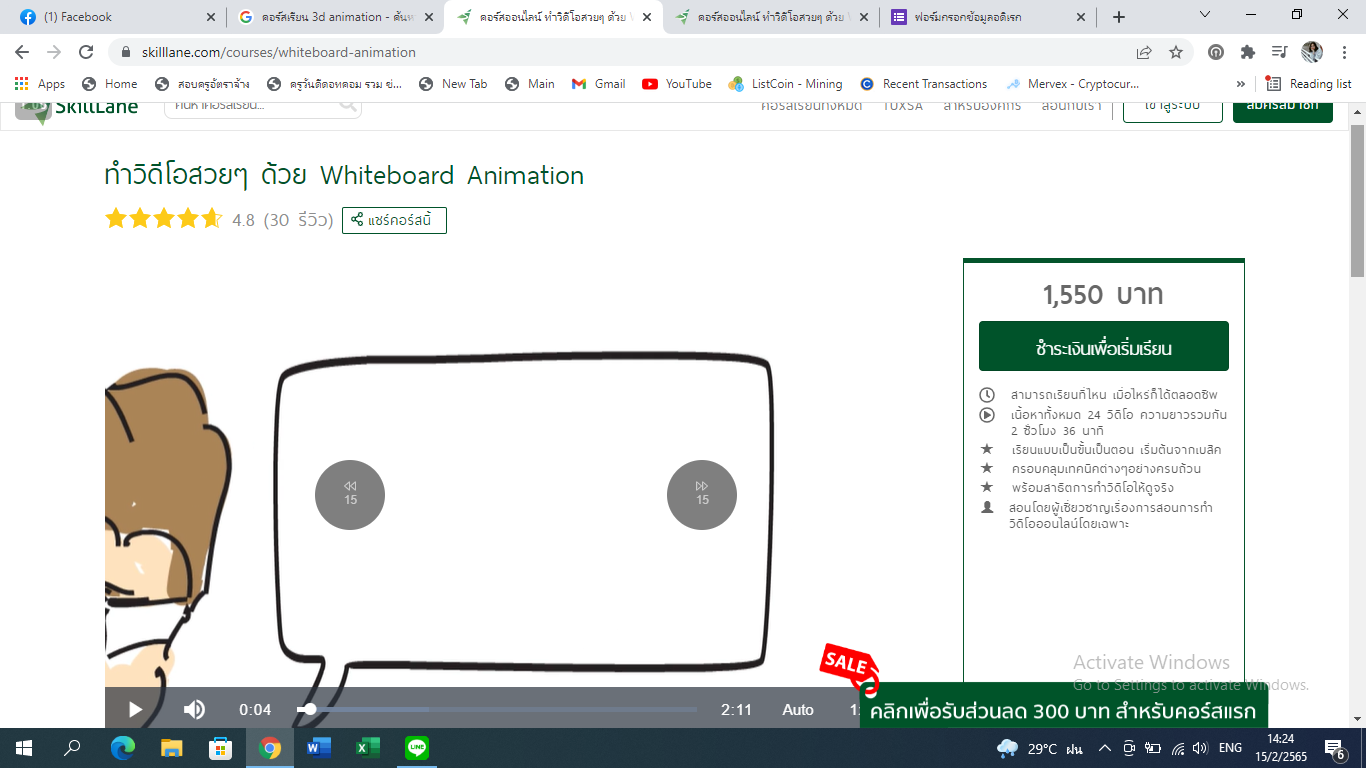 (1) Facebook
คอร์สเรียน 3d animation - ค้นห
คอร์สออนไลน์ ทำวิดีโอสวยๆ ด้วย
คอร์สออนไลน์ ทำวิดีโอสวยๆ ด้วย
ฟอร์มกรอกข้อมูลอดิเรก
skilllane.com/courses/whiteboard-animation
Apps
Home
สอบครูอัตราจ้าง
ครูวันดีดอทคอม รวม ข่...
New Tab
Main
Gmail
YouTube
ListCoin - Mining
Recent Transactions
Mervex - Cryptocur...
Reading list
SkillLane
ค้นหาคอร์สเรียน...
คอร์สเรียนทั้งหมด
TUXSA
สำหรับองค์กร
สอนกับเรา
เข้าสู่ระบบ
สมัครสมาชิก
ทำวิดีโอสวยๆ ด้วย Whiteboard Animation
4.8 (30 รีวิว)
แชร์คอร์สนี้
1,550 บาท
ชำระเงินเพื่อเริ่มเรียน
สามารถเรียนที่ไหน เมื่อไหร่ก็ได้ตลอดชีพ
เนื้อหาทั้งหมด 24 วิดีโอ ความยาวรวมกัน
2 ชั่วโมง 36 นาที
เรียนแบบเป็นขั้นเป็นตอน เริ่มต้นจากเบสิค
ครอบคลุมเทคนิคต่างๆอย่างครบถ้วน
พร้อมสาธิตการทำวิดีโอให้ดูจริง
สอนโดยผู้เชี่ยวชาญเรื่องการสอนการทำ
วิดีโอออนไลน์โดยเฉพาะ
15
15
SALE
Activate Windows
Go to Settings to activate Windows.
0:04
2:11
Auto
คลิกเพื่อรับส่วนลด 300 บาท สำหรับคอร์สแรก
29°C ฝน
ENG
14:24
15/2/2565
6